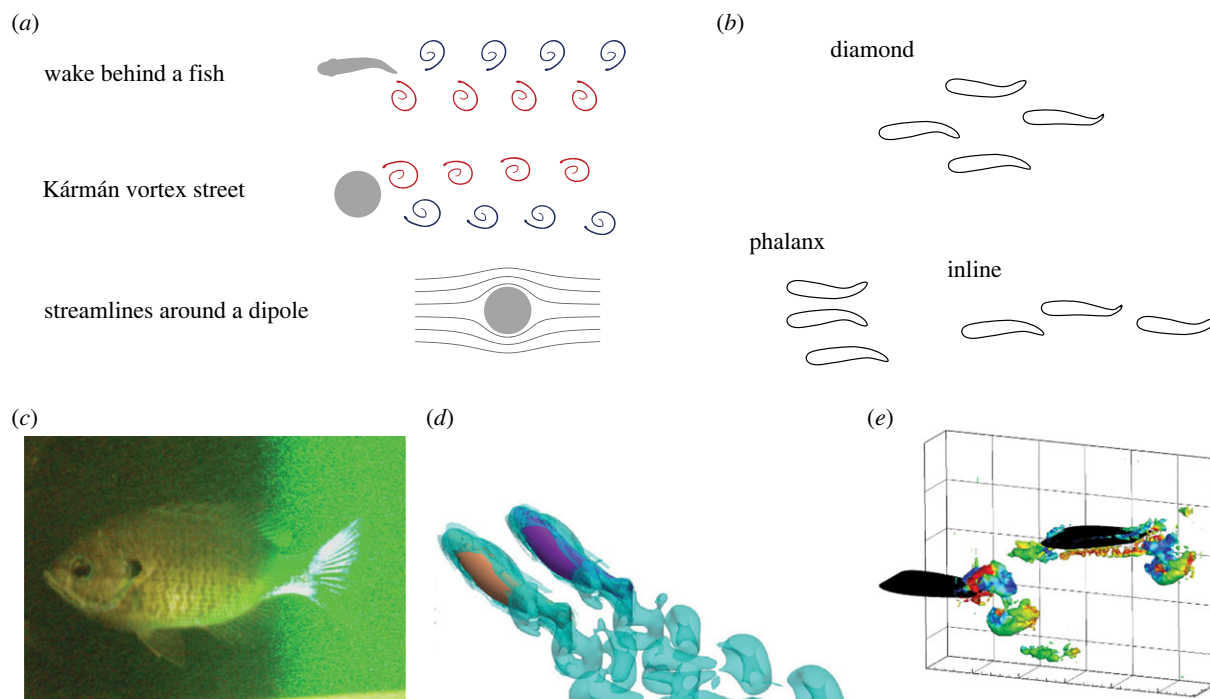 (a)
wake behind a fish
Kármán vortex street
streamlines around a dipole
(b)
diamond
phalanx
inline
(c)
(d)
(e)